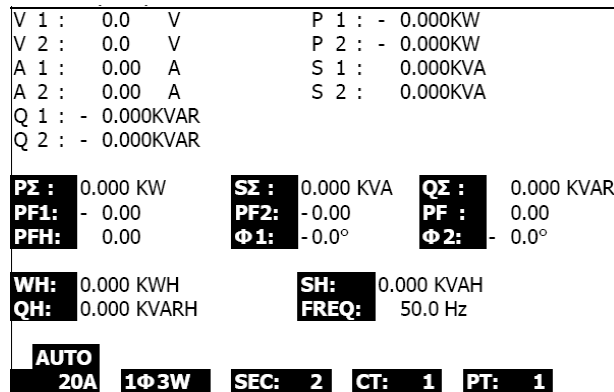 V 1 : 0.0 V P 1 : - 0.000KW
V 2 : 0.0 V P 2 : - 0.000KW
A 1 : 0.00 A S 1 : 0.000KVA
A 2 : 0.00 A S 2 : 0.000KVA
Q 1 : - 0.000KVAR
Q 2 : - 0.000KVAR
PΣ : 0.000 KW SΣ : 0.000 KVA QΣ : 0.000 KVAR
PF1: - 0.00 PF2: -0.00 PF : 0.00
PFH: 0.00 Φ1: -0.0° Φ2: - 0.0°
WH: 0.000 KWH SH: 0.000 KVAH
QH: 0.000 KVARH FREQ: 50.0 Hz
AUTO
20A 1Φ3W SEC: 2 CT: 1 PT: 1